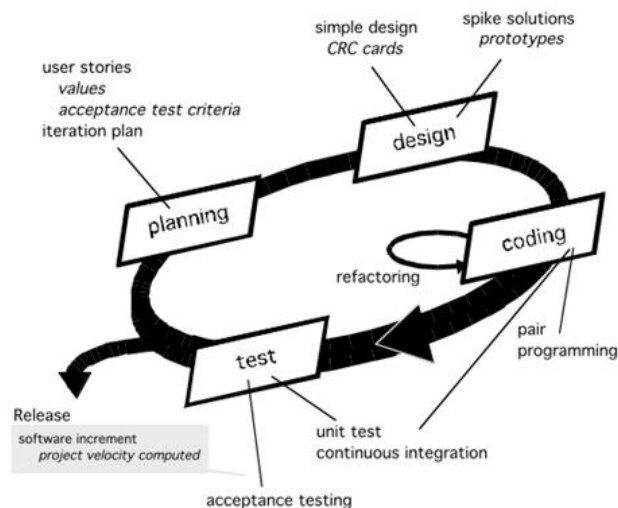 spike solutions
prototypes
simple design
CRC cards
user stories
values
acceptance test criteria
iteration plan
design
planning
coding
refactoring
test
pair
programming
Release
software increment
project velocity computed
unit test
continuous integration
acceptance testing